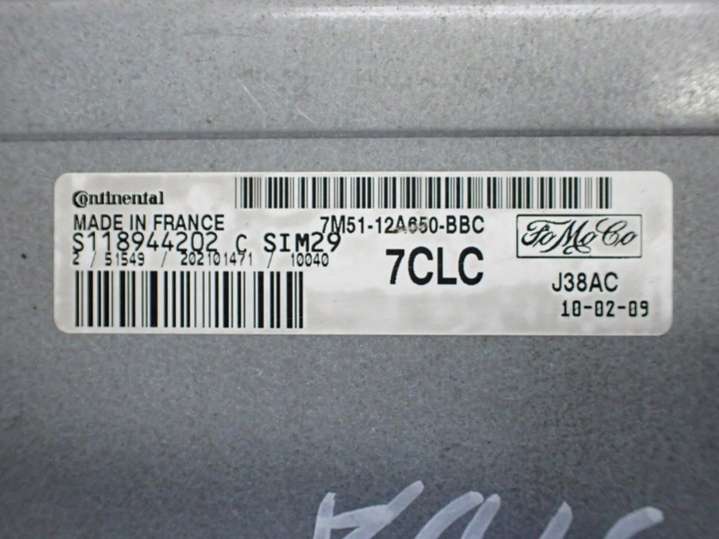 Continental
MADE IN FRANCE
7M51-12A650-BBC
FoMoCo
S118944202 C SIM29
2 / 51549 / 202101471 / 10040
7CLC
J38AC
10-02-09